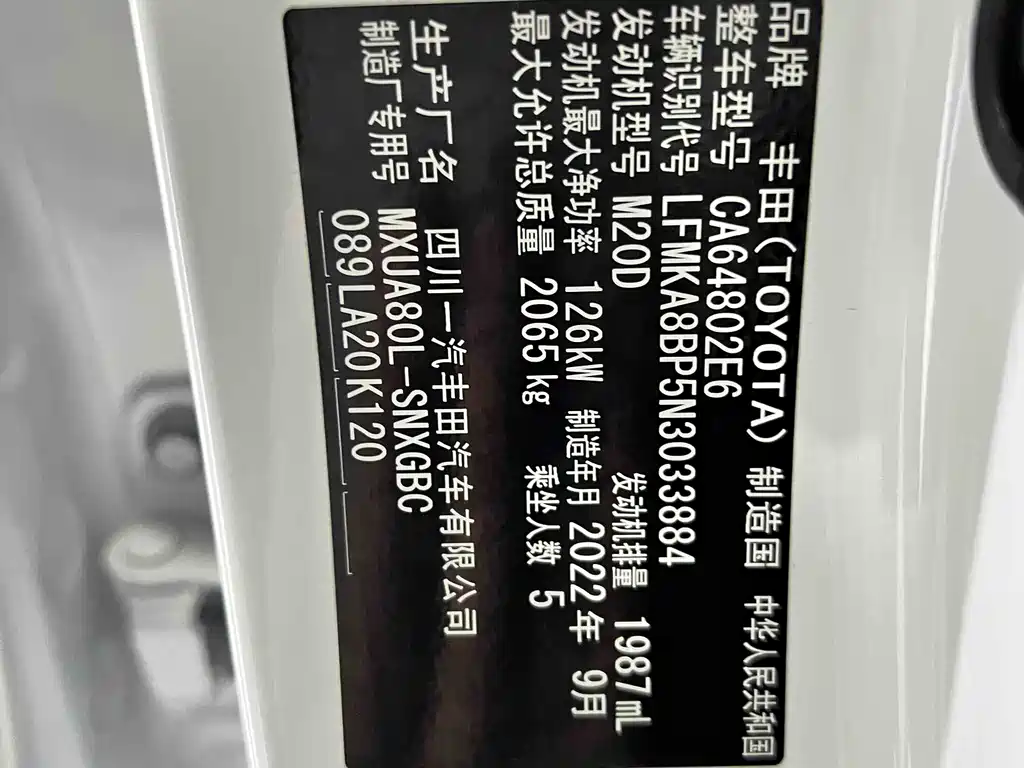 品牌 丰田(TOYOTA) 制造国 中华人民共和国
整车型号 CA64802E6
车辆识别代号 LFMKA8BP5N3033884
发动机型号 M20D 发动机排量 1987mL
发动机最大净功率 126kW 制造年月 2022年 9月
最大允许总质量 2065kg 乘坐人数 5
生产厂名 四川一汽丰田汽车有限公司
制造厂专用号 MXUA80L-SNXGBC
089LA20K120